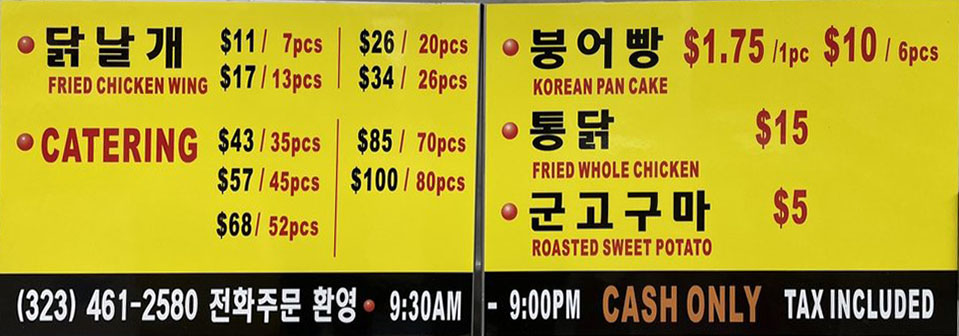 닭날개 $11/ 7pcs $26/ 20pcs
FRIED CHICKEN WING $17/13pcs $34/ 26pcs
CATERING $43/35pcs $85/ 70pcs
$57/45pcs $100/80pcs
$68/52pcs
(323) 461-2580 전화주문 환영 • 9:30AM
붕어빵 $1.75/1pc $10/6pcs
KOREAN PAN CAKE
통닭 $15
FRIED WHOLE CHICKEN
군고구마 $5
ROASTED SWEET POTATO
- 9:00PM CASH ONLY TAX INCLUDED